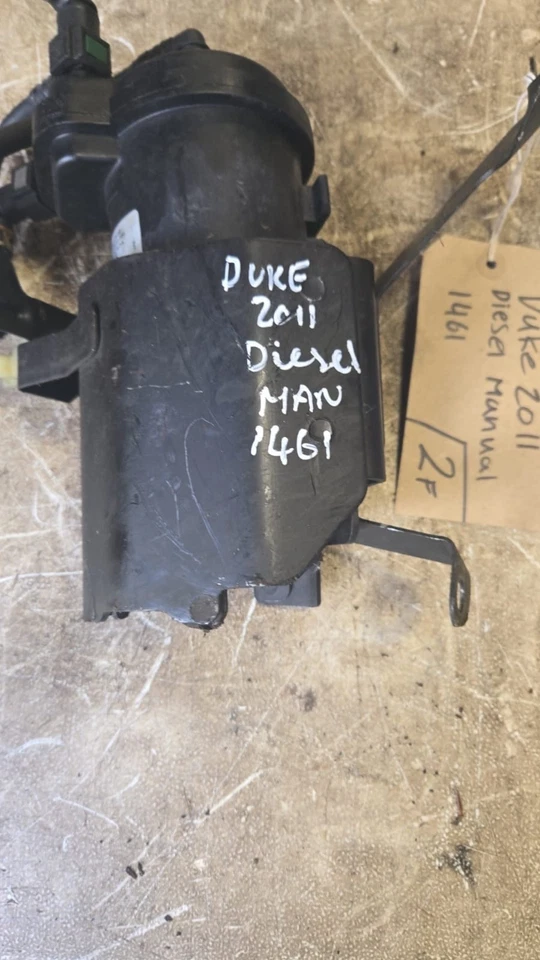 DUKE
2011
Diesel
MAN
1461
Duke 2011
Diesel Manual
1461
2F